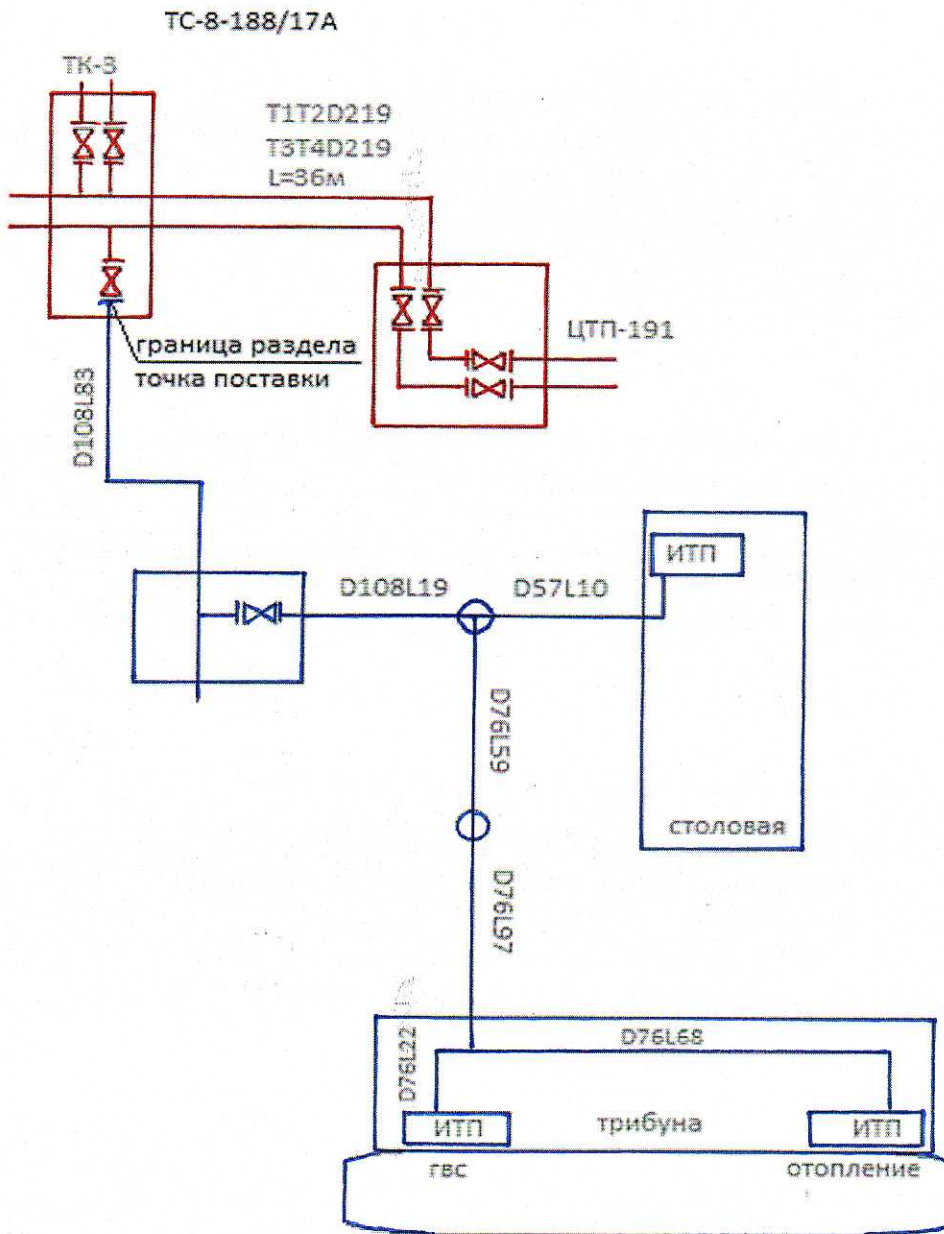 ТС-8-188/17А
ТК-3
Т1Т2D219
Т3Т4D219
L=36м
ЦТП-191
граница раздела
точка поставки
D108L83
ИТП
D108L19
D57L10
D76L59
столовая
D76L97
D76L22
D76L68
ИТП
трибуна
ИТП
гвс
отопление